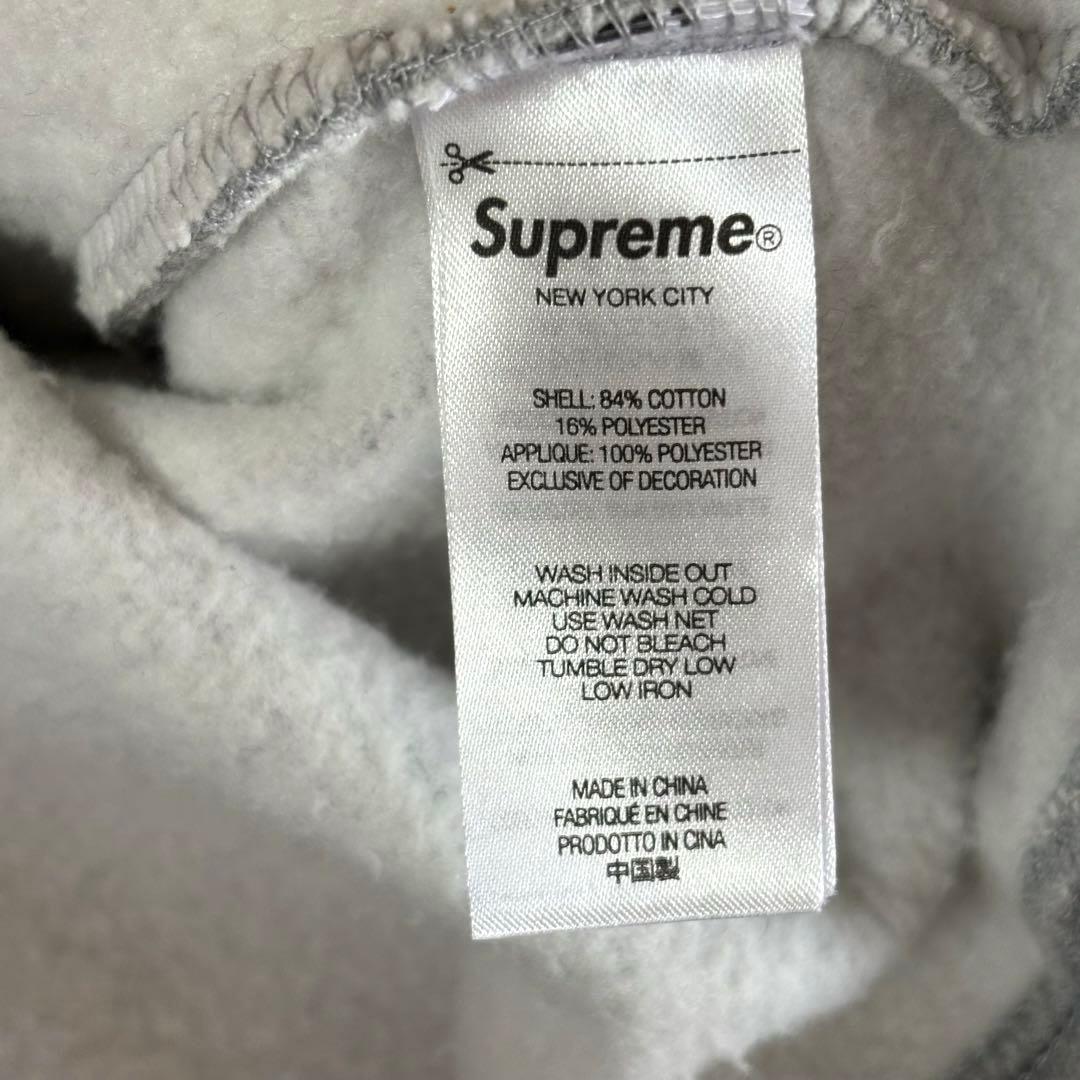 Supreme®
NEW YORK CITY
SHELL: 84% COTTON
16% POLYESTER
APPLIQUE: 100% POLYESTER
EXCLUSIVE OF DECORATION
WASH INSIDE OUT
MACHINE WASH COLD
USE WASH NET
DO NOT BLEACH
TUMBLE DRY LOW
LOW IRON
MADE IN CHINA
FABRIQUÉ EN CHINE
PRODOTTO IN CINA
中国製